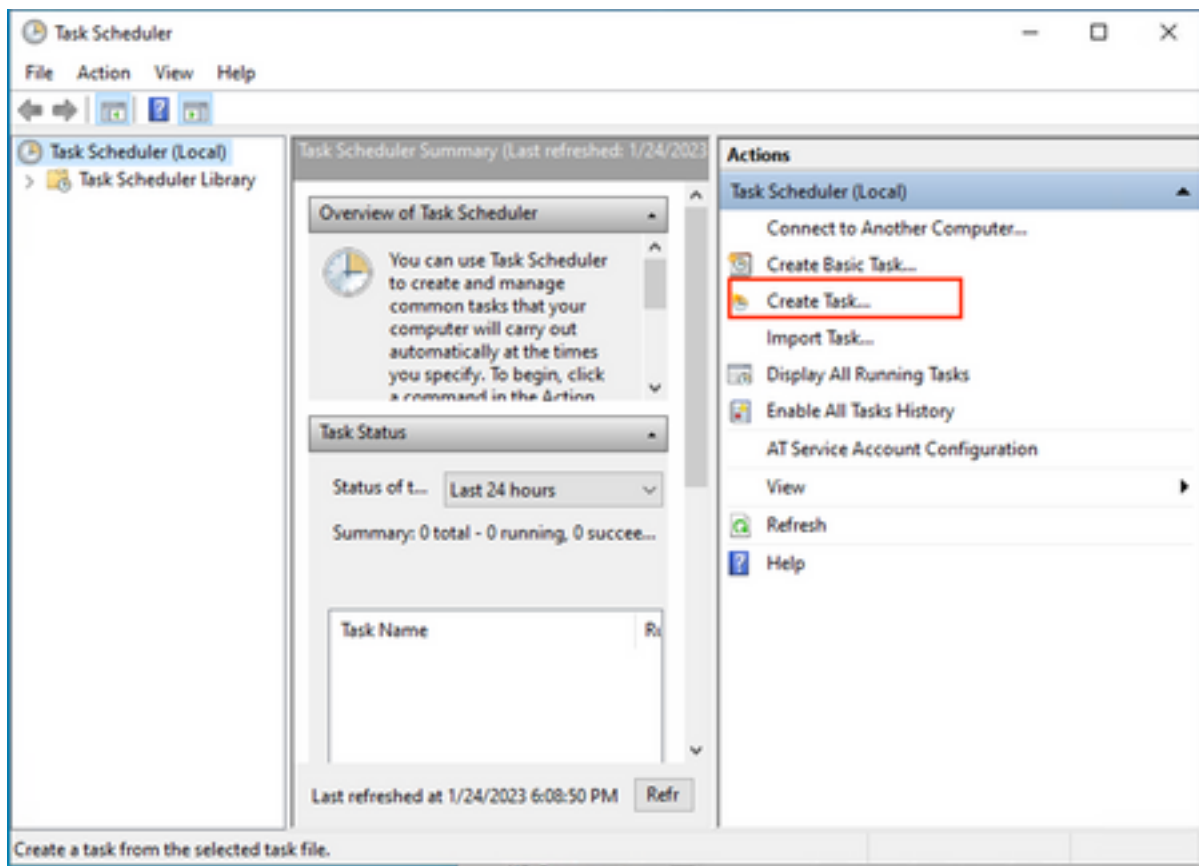 Task Scheduler
File Action View Help
Task Scheduler (Local)
Task Scheduler Library
Task Scheduler Summary (Last refreshed: 1/24/2023
Overview of Task Scheduler
You can use Task Scheduler
to create and manage
common tasks that your
computer will carry out
automatically at the times
you specify. To begin, click
a command in the Action
Task Status
Status of t...
Last 24 hours
Summary: 0 total - 0 running, 0 succee...
Task Name
Last refreshed at 1/24/2023 6:08:50 PM
Refr
Actions
Task Scheduler (Local)
Connect to Another Computer...
Create Basic Task...
Create Task...
Import Task...
Display All Running Tasks
Enable All Tasks History
AT Service Account Configuration
View
Refresh
Help
Create a task from the selected task file.